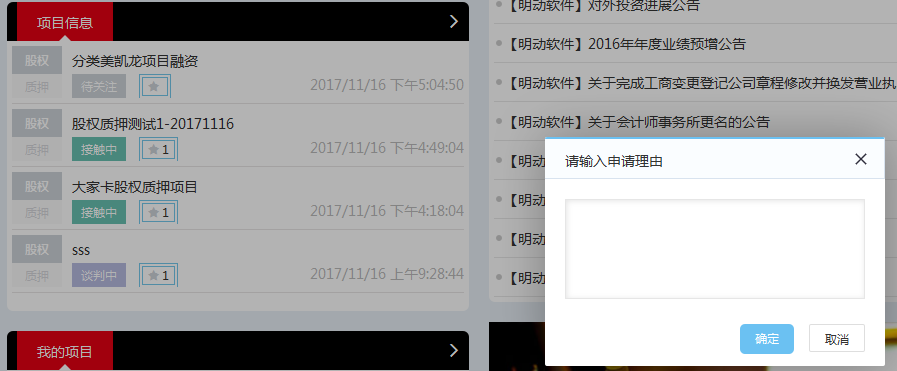 项目信息
股权
质押
分类美凯龙项目融资
待关注
2017/11/16 下午5:04:50
股权
质押
股权质押测试1-20171116
接触中
1
2017/11/16 下午4:49:04
股权
质押
大家卡股权质押项目
接触中
1
2017/11/16 下午4:18:04
股权
质押
sss
谈判中
1
2017/11/16 上午9:28:44
我的项目
【明动软件】对外投资进展公告
【明动软件】2016年年度业绩预增公告
【明动软件】关于完成工商变更登记公司章程修改并换发营业执
【明动软件】关于会计师事务所更名的公告
【明动
【明动
【明动
【明动
请输入申请理由
确定
取消